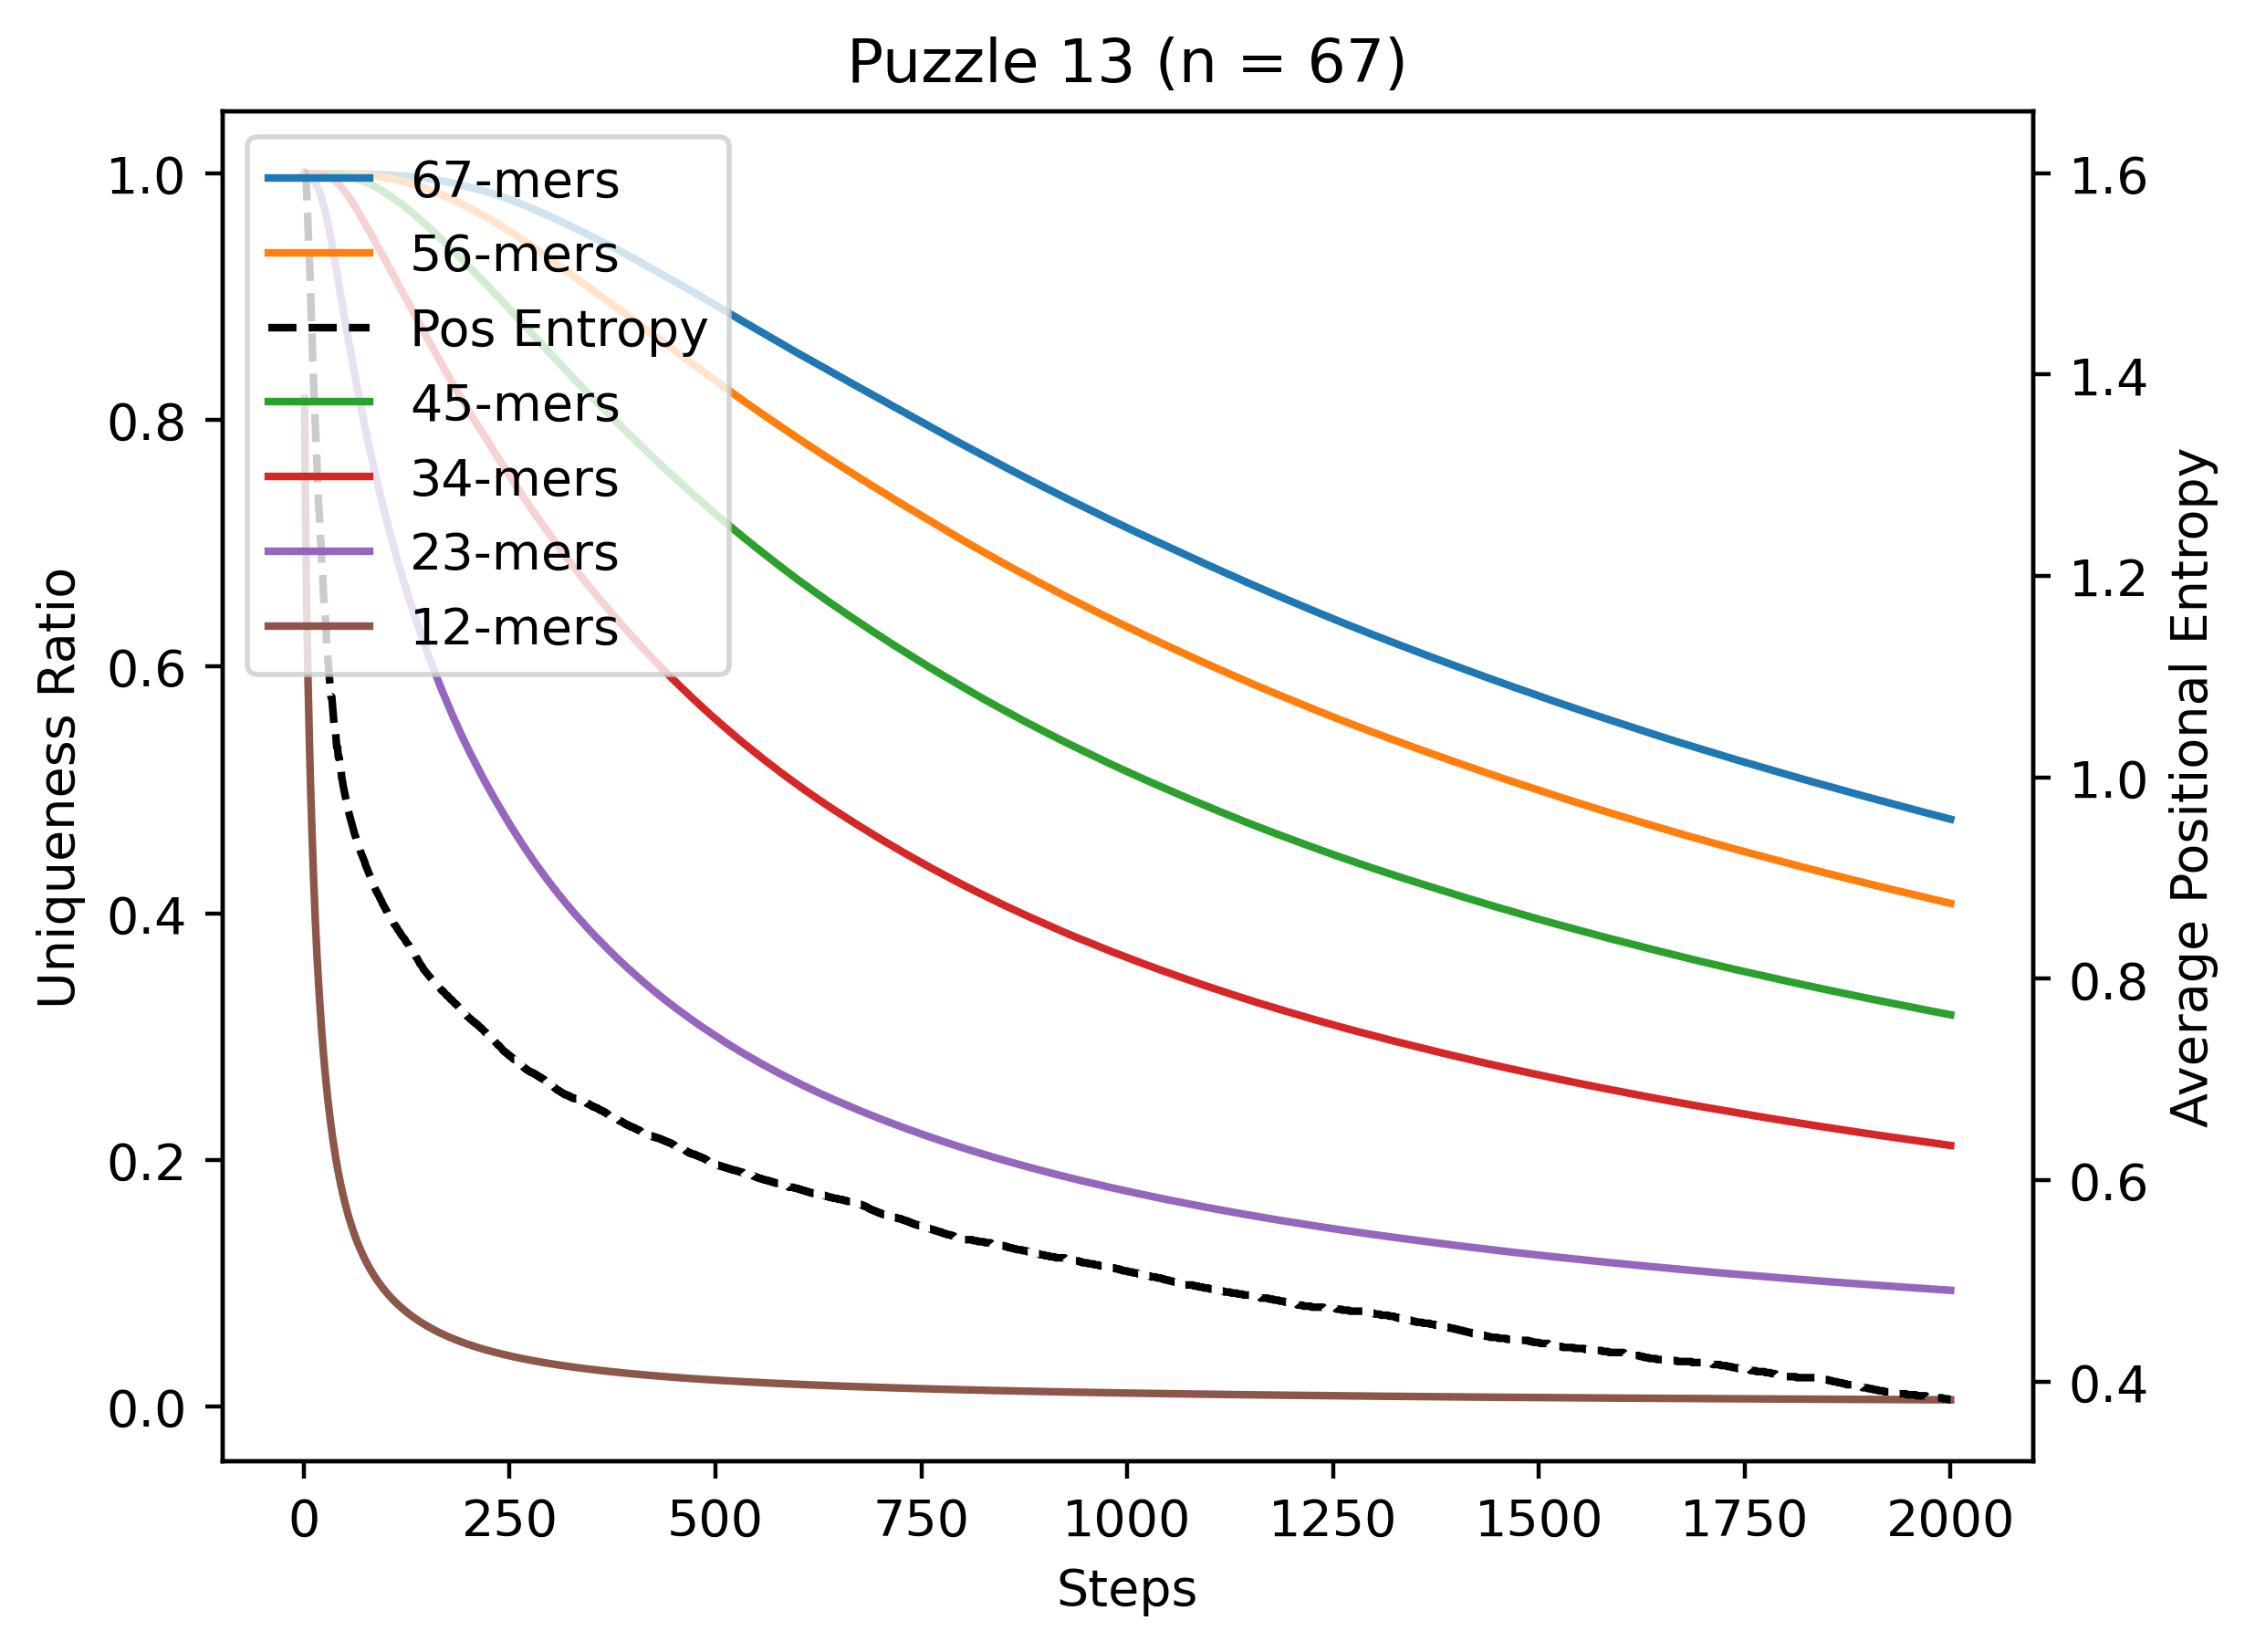 Puzzle 13 (n = 67)
67-mers
56-mers
Pos Entropy
45-mers
34-mers
23-mers
12-mers
Uniqueness Ratio
1.0
0.8
0.6
0.4
0.2
0.0
Average Positional Entropy
1.6
1.4
1.2
1.0
0.8
0.6
0.4
0 250 500 750 1000 1250 1500 1750 2000
Steps